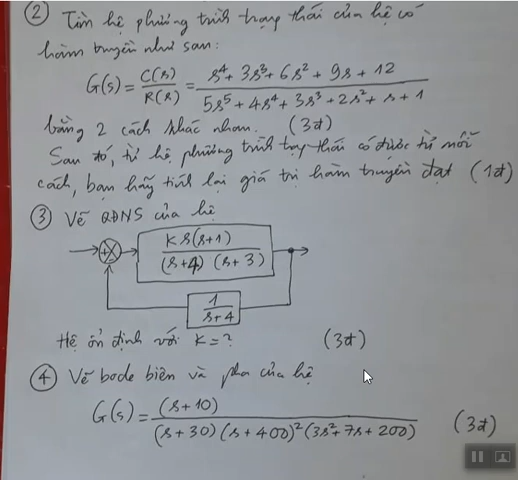 ② Tìm hệ phương trình trạng thái của hệ có
hàm truyền như sau:
G(s) = C(s)/R(s) = (s⁴ + 3s³ + 6s² + 9s + 12)/(5s⁵ + 4s⁴ + 3s³ + 2s² + s + 1)
bằng 2 cách khác nhau. (3đ)
Sau đó, từ hệ phương trình trạng thái có được từ mỗi
cách, bạn hãy tính lại giá trị hàm truyền đạt (1đ)
③ Vẽ QĐNS của hệ
+ K s(s+1)/((s+4)(s+3))
1/(s+4)
Hệ ổn định với K = ? (3đ)
④ Vẽ bode biên và pha của hệ
G(s) = (s+10)/((s+30)(s+400)²(3s²+7s+200)) (3đ)